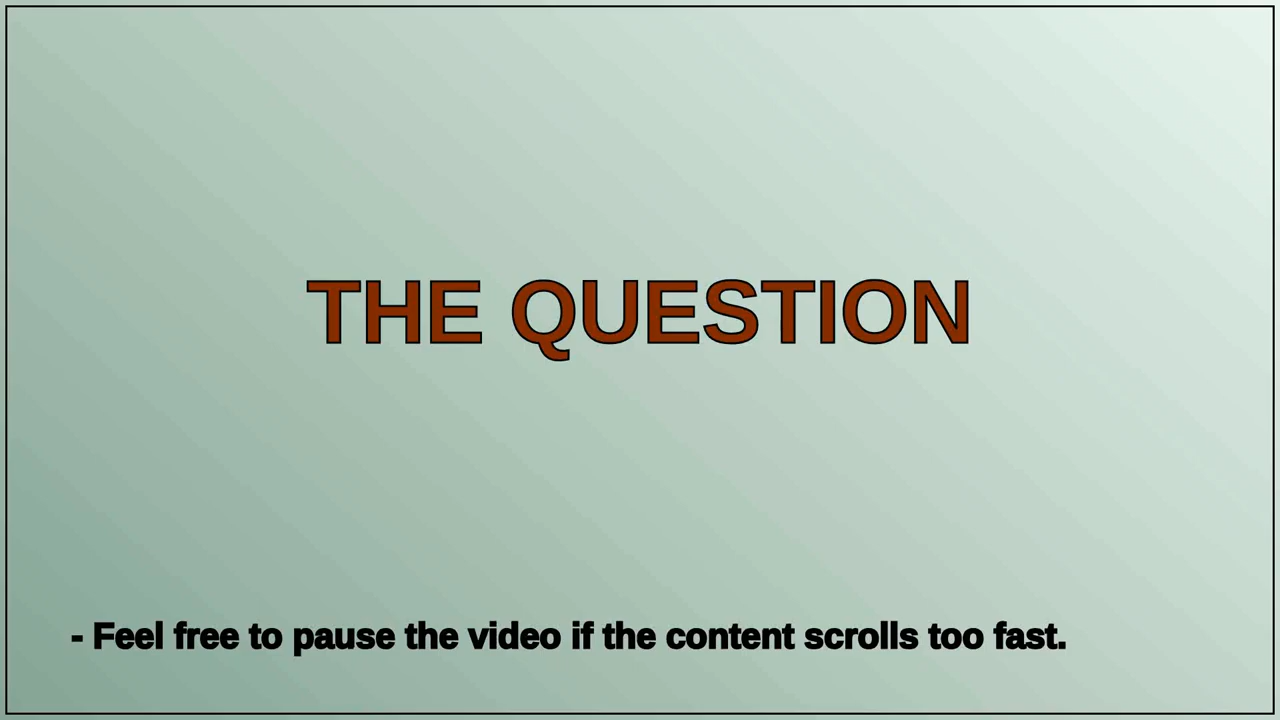 THE QUESTION
- Feel free to pause the video if the content scrolls too fast.